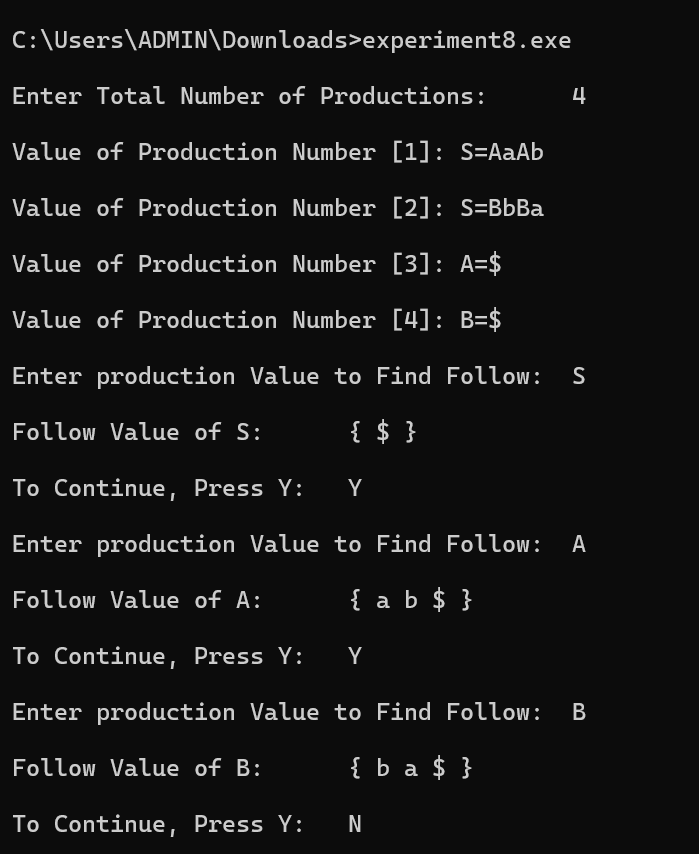 C:\Users\ADMIN\Downloads>experiment8.exe
Enter Total Number of Productions:      4
Value of Production Number [1]: S=AaAb
Value of Production Number [2]: S=BbBa
Value of Production Number [3]: A=$
Value of Production Number [4]: B=$
Enter production Value to Find Follow:  S
Follow Value of S:      { $ }
To Continue, Press Y:   Y
Enter production Value to Find Follow:  A
Follow Value of A:      { a b $ }
To Continue, Press Y:   Y
Enter production Value to Find Follow:  B
Follow Value of B:      { b a $ }
To Continue, Press Y:   N